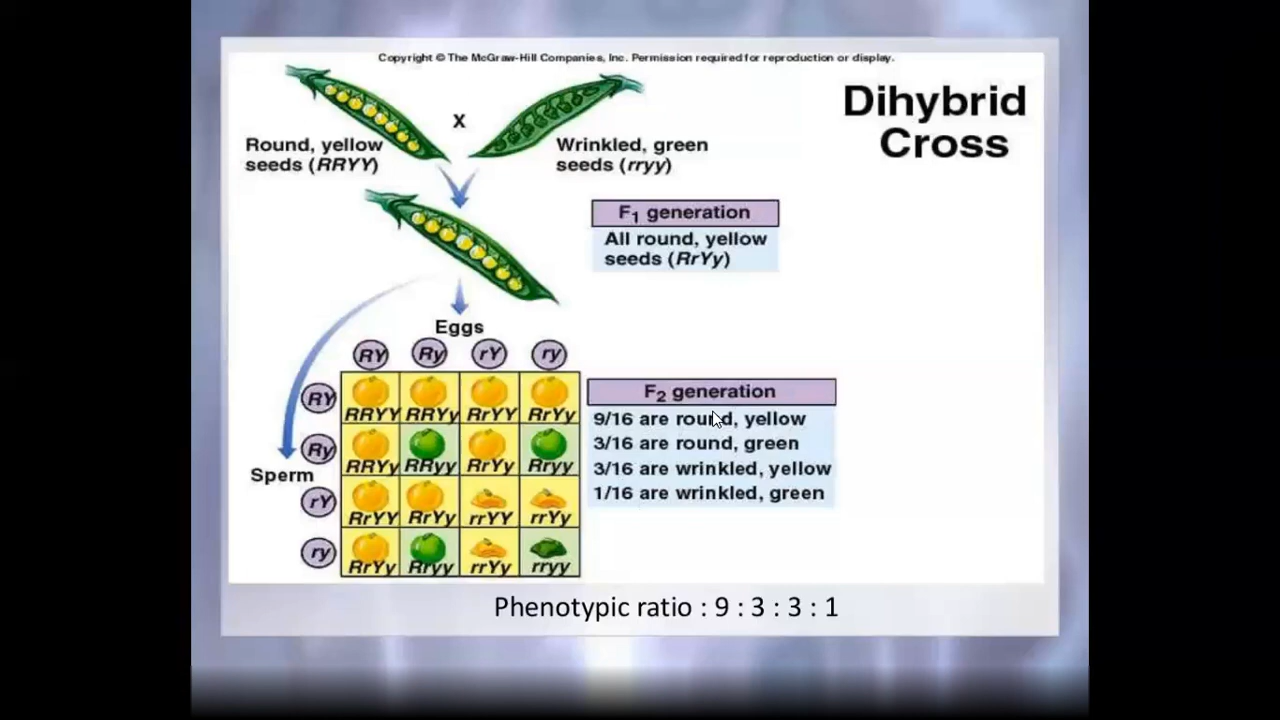 Copyright © The McGraw-Hill Companies, Inc. Permission required for reproduction or display.
Dihybrid
Cross
Round, yellow
seeds (RRYY)
x
Wrinkled, green
seeds (rryy)
F1 generation
All round, yellow
seeds (RrYy)
Eggs
RY Ry rY ry
RY RRYY RRYy RrYY RrYy
Ry RRYy RRyy RrYy Rryy
Sperm
rY RrYY RrYy rrYY rrYy
ry RrYy Rryy rrYy rryy
F2 generation
9/16 are round, yellow
3/16 are round, green
3/16 are wrinkled, yellow
1/16 are wrinkled, green
Phenotypic ratio : 9 : 3 : 3 : 1